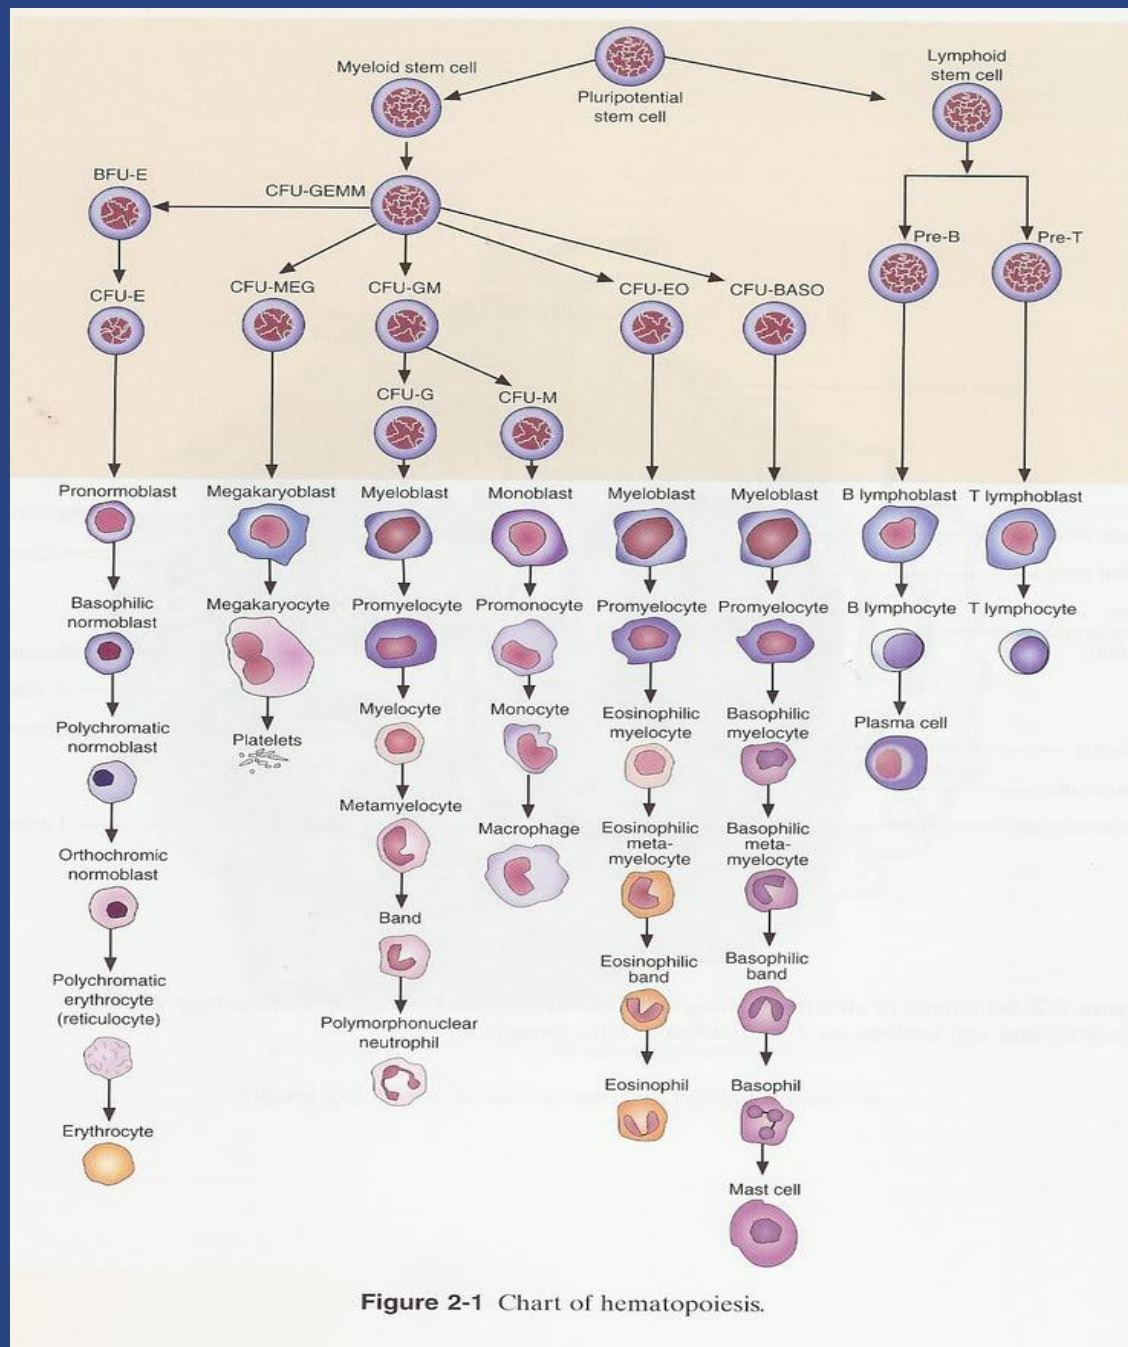 Pluripotential
stem cell
Myeloid stem cell
Lymphoid
stem cell
BFU-E
CFU-GEMM
Pre-B
Pre-T
CFU-E
CFU-MEG
CFU-GM
CFU-EO
CFU-BASO
CFU-G
CFU-M
Pronormoblast
Megakaryoblast
Myeloblast
Monoblast
Myeloblast
Myeloblast
B lymphoblast
T lymphoblast
Basophilic
normoblast
Megakaryocyte
Promyelocyte
Promonocyte
Promyelocyte
Promyelocyte
B lymphocyte
T lymphocyte
Polychromatic
normoblast
Platelets
Myelocyte
Monocyte
Eosinophilic
myelocyte
Basophilic
myelocyte
Plasma cell
Orthochromic
normoblast
Metamyelocyte
Macrophage
Eosinophilic
meta-
myelocyte
Basophilic
meta-
myelocyte
Polychromatic
erythrocyte
(reticulocyte)
Band
Eosinophilic
band
Basophilic
band
Polymorphonuclear
neutrophil
Erythrocyte
Eosinophil
Basophil
Mast cell
Figure 2-1 Chart of hematopoiesis.